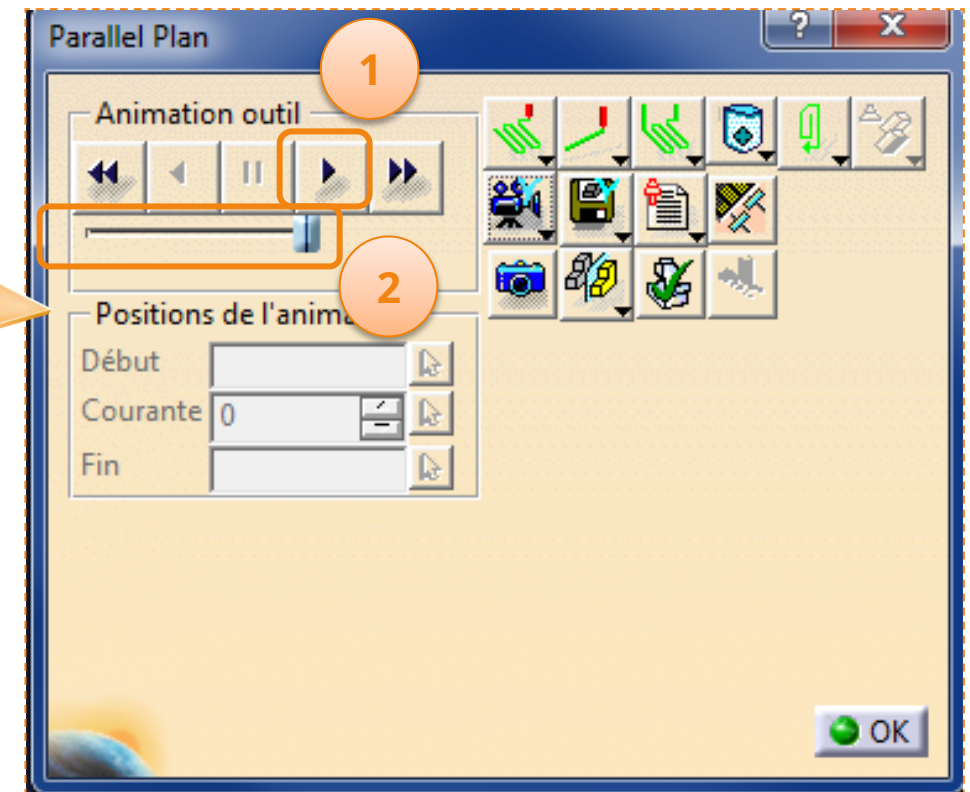 Parallel Plan
?
X
1
Animation outil
2
Positions de l'anima
Début
Courante 0
Fin
OK